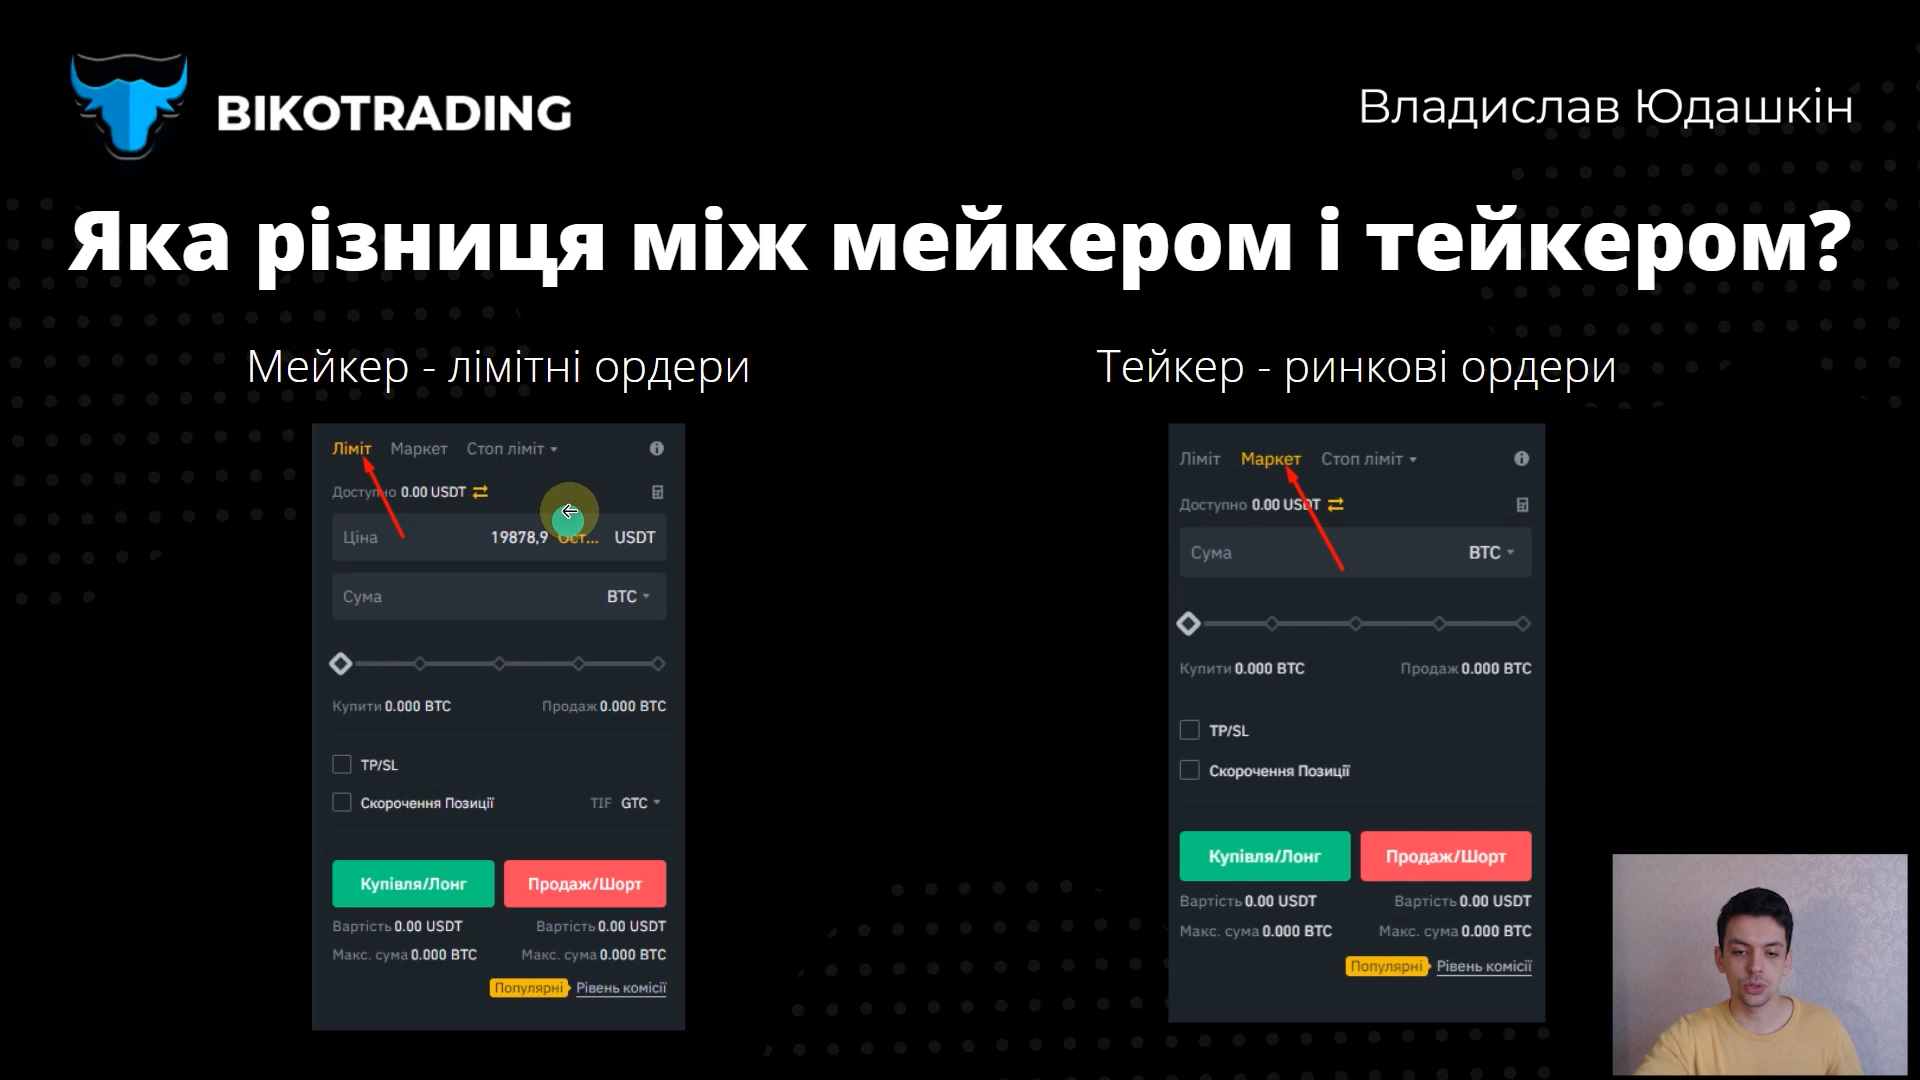 BIKOTRADING
Владислав Юдашкін
Яка різниця між мейкером і тейкером?
Мейкер - лімітні ордери
Тейкер - ринкові ордери
Ліміт Маркет Стоп ліміт
Доступно 0.00 USDT
Ціна 19878,9 Ост... USDT
Сума BTC
Купити 0.000 BTC Продаж 0.000 BTC
TP/SL
Скорочення Позиції TIF GTC
Купівля/Лонг Продаж/Шорт
Вартість 0.00 USDT Вартість 0.00 USDT
Макс. сума 0.000 BTC Макс. сума 0.000 BTC
Популярні Рівень комісії
Ліміт Маркет Стоп ліміт
Доступно 0.00 USDT
Сума BTC
Купити 0.000 BTC Продаж 0.000 BTC
TP/SL
Скорочення Позиції
Купівля/Лонг Продаж/Шорт
Вартість 0.00 USDT Вартість 0.00 USDT
Макс. сума 0.000 BTC Макс. сума 0.000 BTC
Популярні Рівень комісії